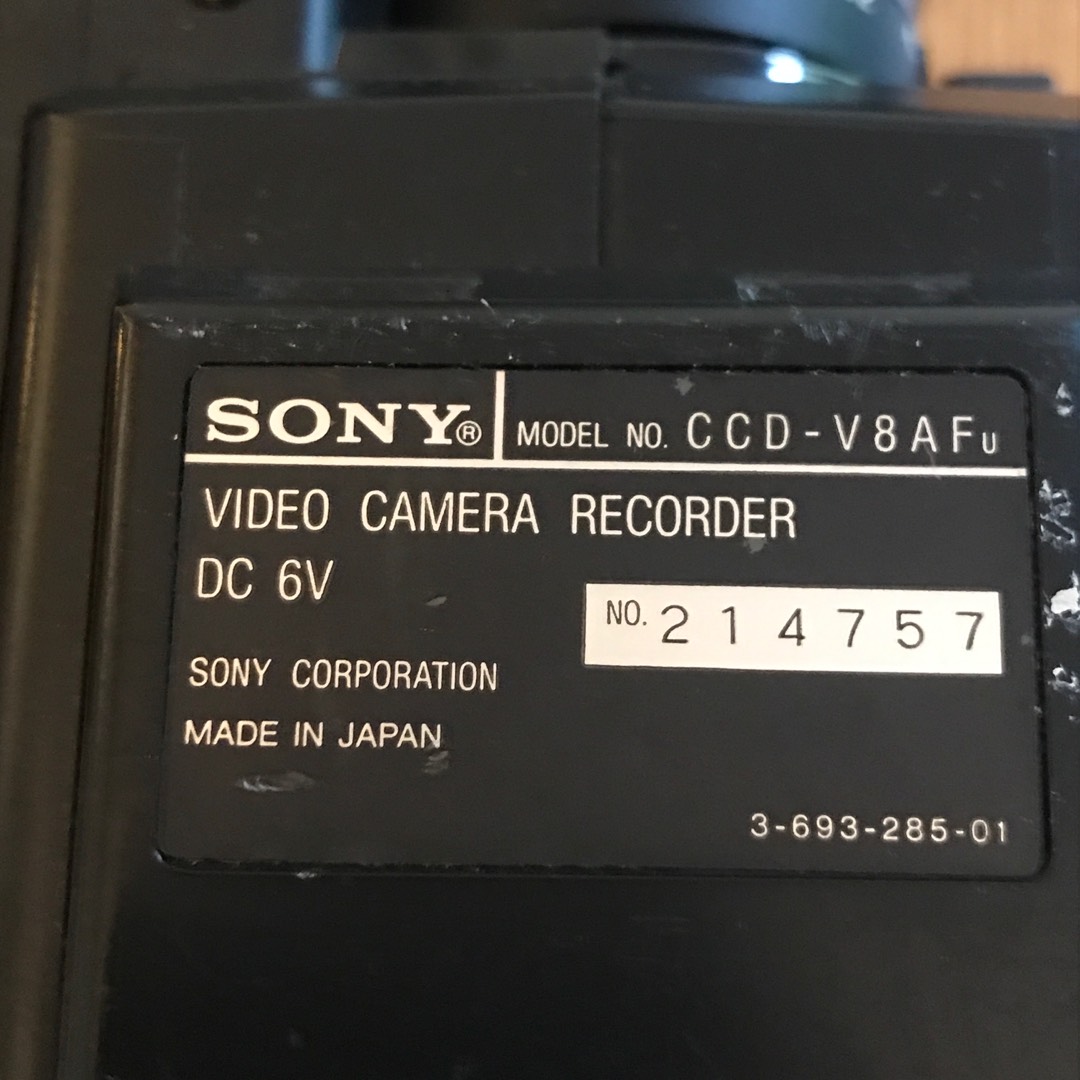 SONY® MODEL NO. CCD-V8AFU
VIDEO CAMERA RECORDER
DC 6V
NO. 214757
SONY CORPORATION
MADE IN JAPAN
3-693-285-01